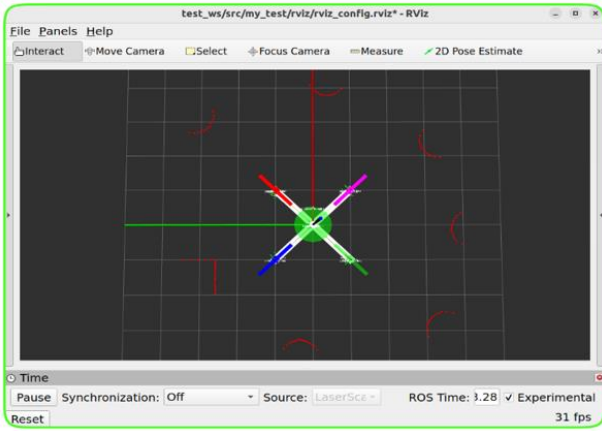 test_ws/src/my_test/rviz/rviz_config.rviz* - RViz
File Panels Help
Interact Move Camera Select Focus Camera Measure 2D Pose Estimate
Time
Pause Synchronization: Off Source: ROS Time: 3.28 Experimental
Reset 31 fps